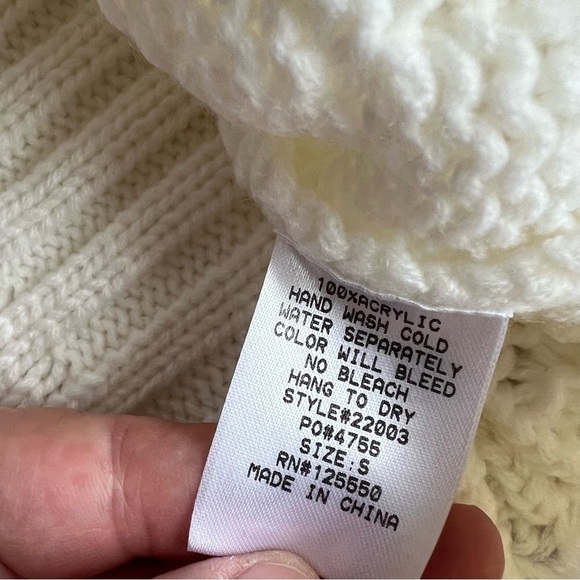 100%ACRYLIC
HAND WASH COLD
WATER SEPARATELY
COLOR WILL BLEED
NO BLEACH
HANG TO DRY
STYLE#22003
PO#4755
SIZE:S
RN#125550
MADE IN CHINA